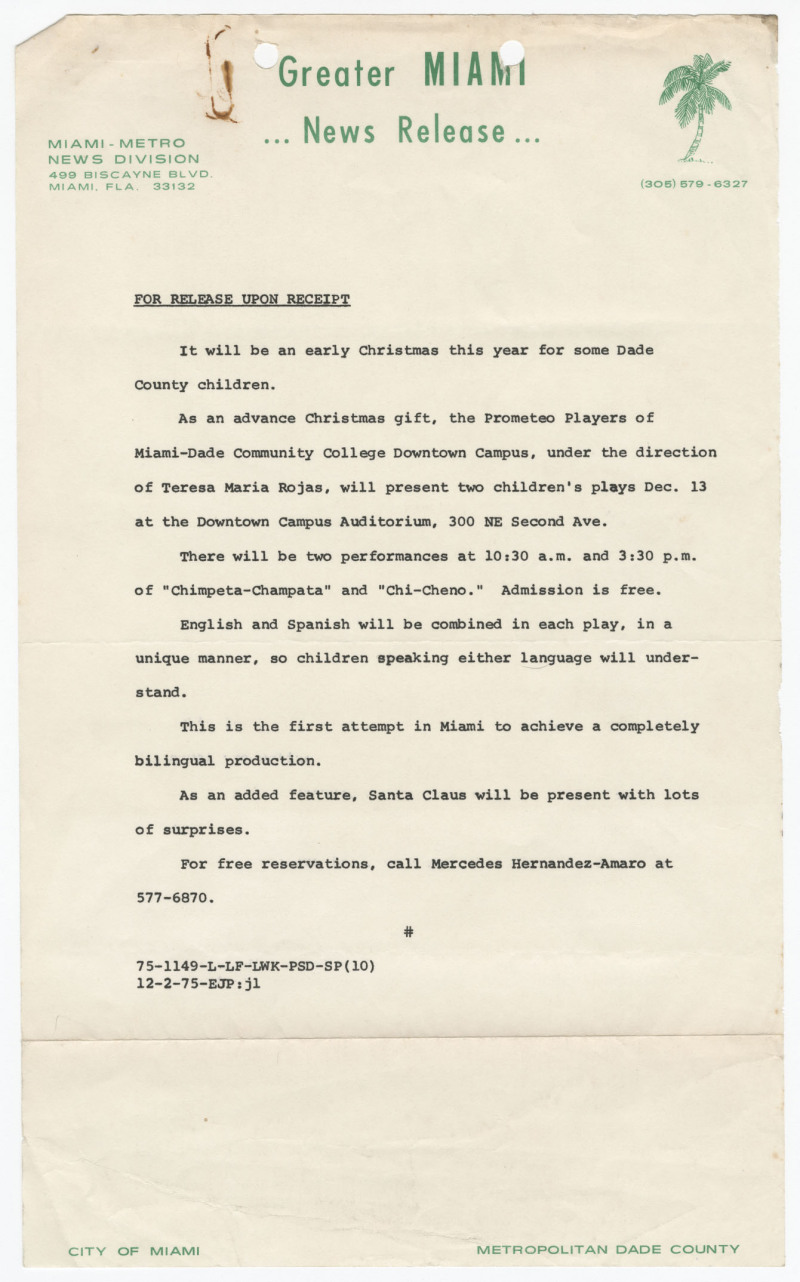 Greater MIAMI
... News Release ...
MIAMI-METRO
NEWS DIVISION
499 BISCAYNE BLVD.
MIAMI, FLA. 33132
(305) 579-6327
FOR RELEASE UPON RECEIPT
It will be an early Christmas this year for some Dade
County children.
As an advance Christmas gift, the Prometeo Players of
Miami-Dade Community College Downtown Campus, under the direction
of Teresa Maria Rojas, will present two children's plays Dec. 13
at the Downtown Campus Auditorium, 300 NE Second Ave.
There will be two performances at 10:30 a.m. and 3:30 p.m.
of "Chimpeta-Champata" and "Chi-Cheno." Admission is free.
English and Spanish will be combined in each play, in a
unique manner, so children speaking either language will under-
stand.
This is the first attempt in Miami to achieve a completely
bilingual production.
As an added feature, Santa Claus will be present with lots
of surprises.
For free reservations, call Mercedes Hernandez-Amaro at
577-6870.
#
75-1149-L-LF-LWK-PSD-SP(10)
12-2-75-EJP:jl
CITY OF MIAMI
METROPOLITAN DADE COUNTY